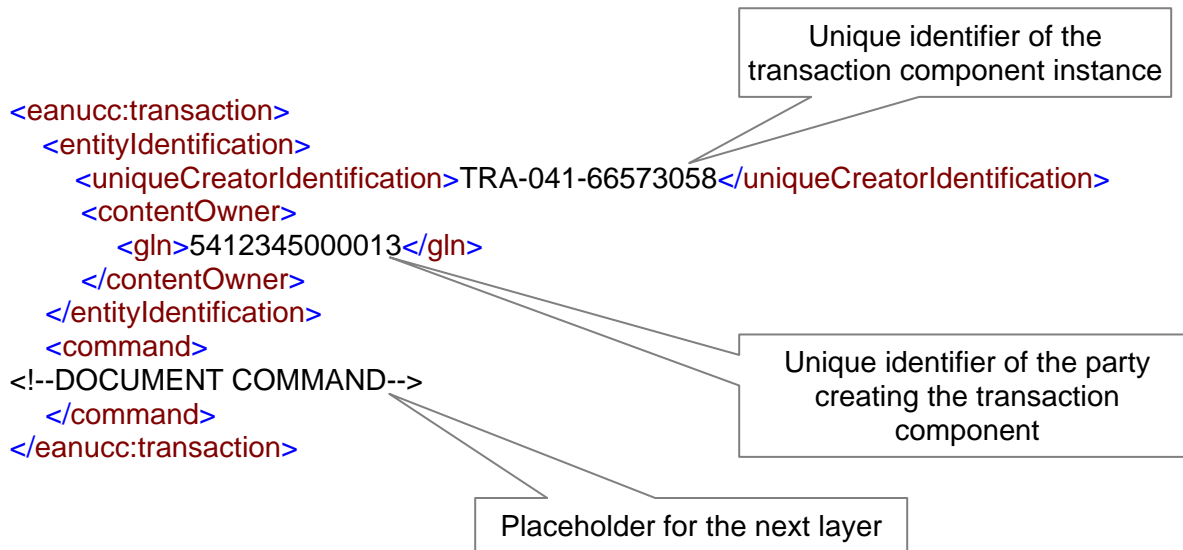 Unique identifier of the
transaction component instance
<eanucc:transaction>
<entityIdentification>
<uniqueCreatorIdentification>TRA-041-66573058</uniqueCreatorIdentification>
<contentOwner>
<gln>5412345000013</gln>
</contentOwner>
</entityIdentification>
<command>
<!--DOCUMENT COMMAND-->
</command>
</eanucc:transaction>
Unique identifier of the party
creating the transaction
component
Placeholder for the next layer